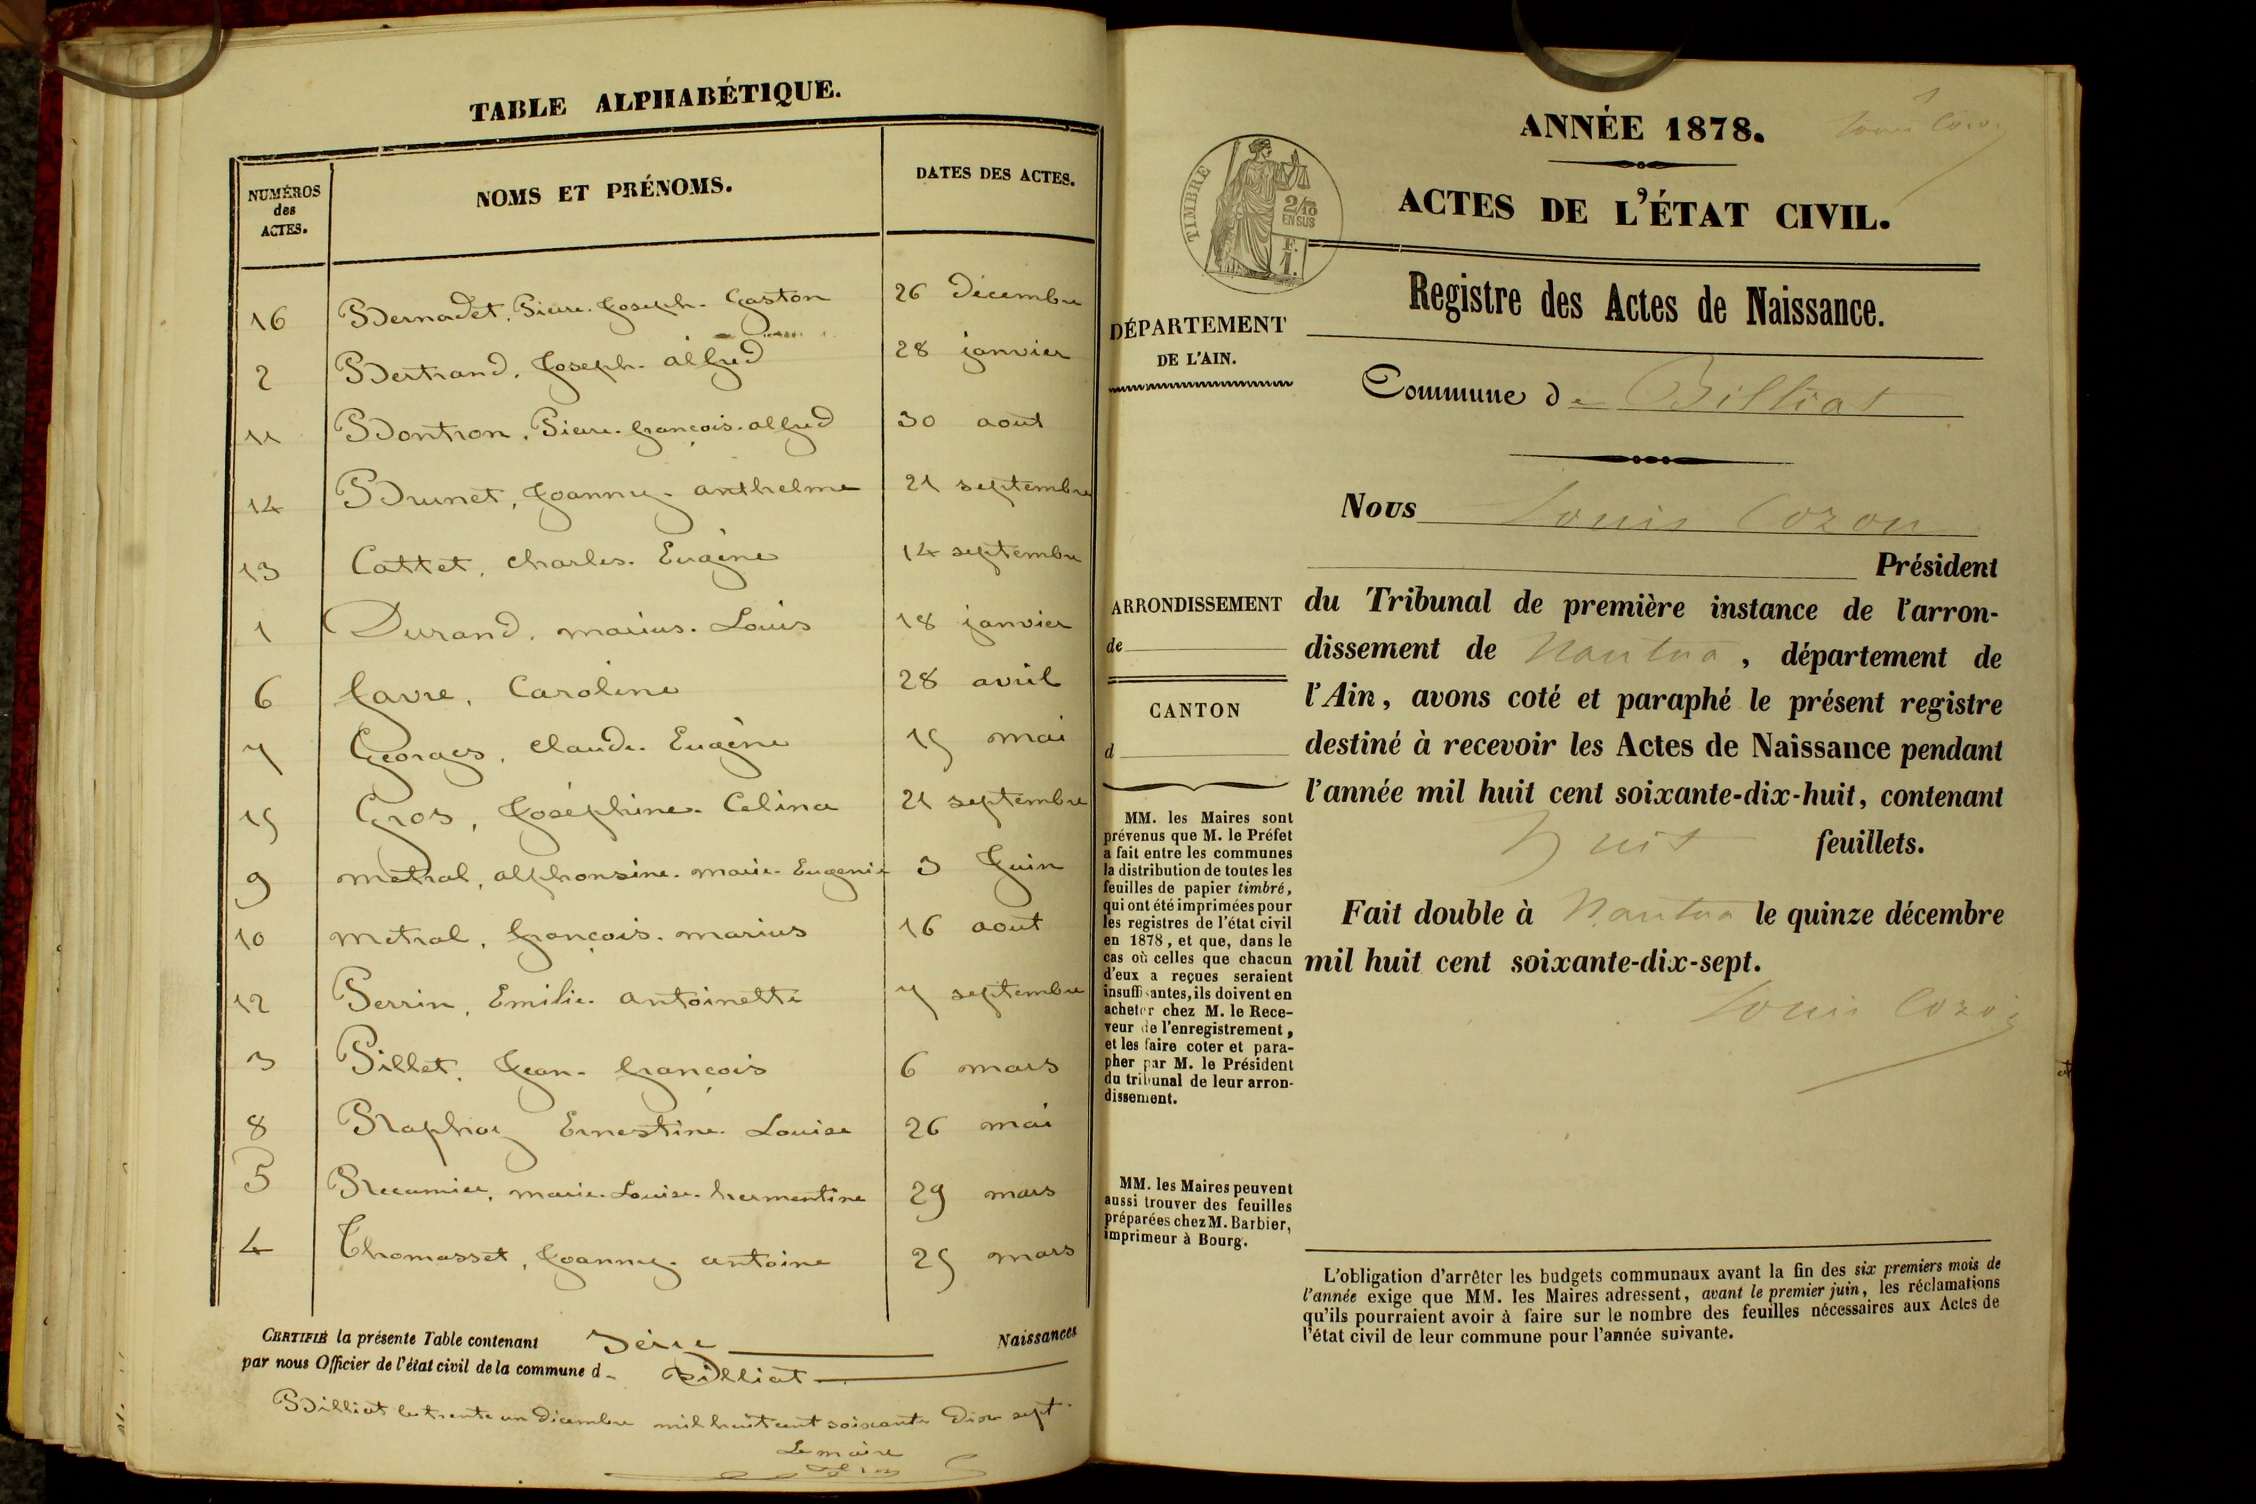 TABLE ALPHABÉTIQUE.
NUMÉROS des ACTES. NOMS ET PRÉNOMS. DATES DES ACTES.
16 Bernadet, Pierre. Joseph. Gaston 26 Décembre
2 Bertrand, Joseph. alfred 28 janvier
11 Bontron, Pierre. françois. alfred 30 aout
14 Brunet, Joanny. anthelme 21 septembre
13 Cattet, charles. Eugène 14 septembre
1 Durand, marius. Louis 18 janvier
6 favre, Caroline 28 avril
7 Georges, claude. Eugène 15 mai
15 Gros, Joséphine. Celina 21 septembre
9 metral, alphonsine. marie. Eugenie 3 Juin
10 metral, françois. marius 16 aout
12 Perrin, Emilie. antoinette 7 septembre
3 Pillet, Jean. françois 6 mars
8 Raphoz Ernestine. Louise 26 mai
5 Recamier, marie. Louise. hermentine 29 mars
4 Thomasset, Joanny. antoine 25 mars
CERTIFIÉ la présente Table contenant Seize Naissances
par nous Officier de l'état civil de la commune d Billiat
Billiat le trente un Décembre mil huit cent soixante Dix sept.
Le maire
Gros
ANNÉE 1878.
1
Louis Cozon
ACTES DE L'ÉTAT CIVIL.
TIMBRE
2/10
EN SUS
F.
1.
Registre des Actes de Naissance.
DÉPARTEMENT
DE L'AIN.
Commune de Billiat
Nous Louis Cozon
Président
du Tribunal de première instance de l'arron-
dissement de Nantua, département de
l'Ain, avons coté et paraphé le présent registre
destiné à recevoir les Actes de Naissance pendant
l'année mil huit cent soixante-dix-huit, contenant
huit feuillets.
Fait double à Nantua le quinze décembre
mil huit cent soixante-dix-sept.
Louis Cozon
ARRONDISSEMENT
de
CANTON
d
MM. les Maires sont
prévenus que M. le Préfet
a fait entre les communes
la distribution de toutes les
feuilles de papier timbré,
qui ont été imprimées pour
les registres de l'état civil
en 1878, et que, dans le
cas où celles que chacun
d'eux a reçues seraient
insuffisantes, ils doivent en
acheter chez M. le Rece-
veur de l'enregistrement,
et les faire coter et para-
pher par M. le Président
du tribunal de leur arron-
dissement.
MM. les Maires peuvent
aussi trouver des feuilles
préparées chez M. Barbier,
imprimeur à Bourg.
L'obligation d'arrêter les budgets communaux avant la fin des six premiers mois de
l'année exige que MM. les Maires adressent, avant le premier juin, les réclamations
qu'ils pourraient avoir à faire sur le nombre des feuilles nécessaires aux Actes de
l'état civil de leur commune pour l'année suivante.